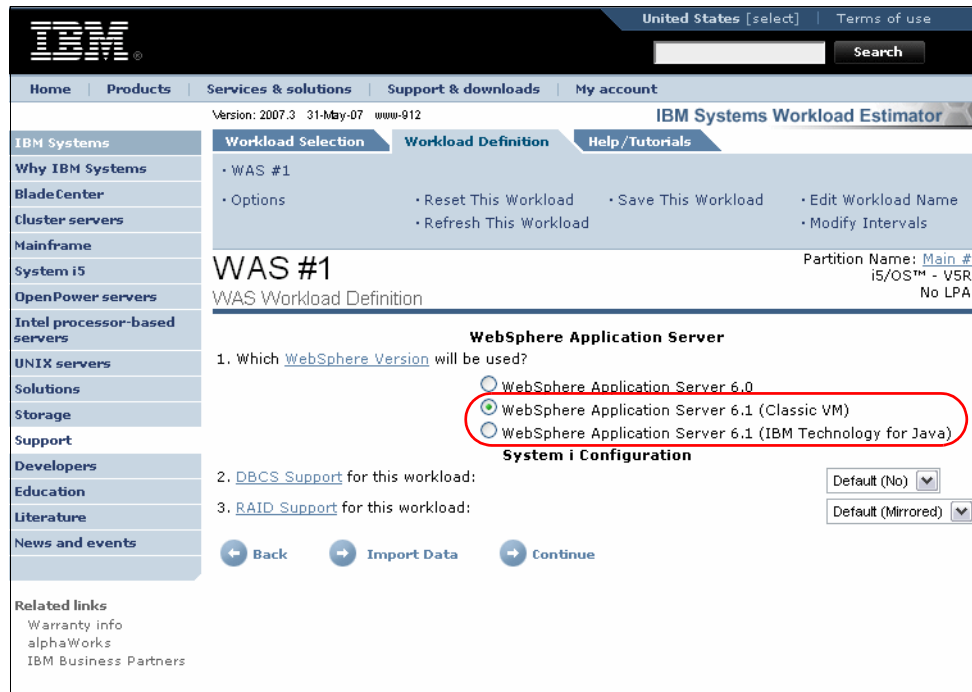 United States [select] | Terms of use
IBM®
Search
Home | Products | Services & solutions | Support & downloads | My account
Version: 2007.3 31-May-07 www-912
IBM Systems Workload Estimator
IBM Systems
Workload Selection
Workload Definition
Help/Tutorials
Why IBM Systems
BladeCenter
Cluster servers
Mainframe
System i5
OpenPower servers
Intel processor-based
servers
UNIX servers
Solutions
Storage
Support
Developers
Education
Literature
News and events
· WAS #1
· Options
· Reset This Workload
· Save This Workload
· Edit Workload Name
· Refresh This Workload
· Modify Intervals
WAS #1
WAS Workload Definition
Partition Name: Main #
i5/OS™ - V5R
No LPA
WebSphere Application Server
1. Which WebSphere Version will be used?
WebSphere Application Server 6.0
WebSphere Application Server 6.1 (Classic VM)
WebSphere Application Server 6.1 (IBM Technology for Java)
System i Configuration
2. DBCS Support for this workload:
Default (No)
3. RAID Support for this workload:
Default (Mirrored)
Back
Import Data
Continue
Related links
Warranty info
alphaWorks
IBM Business Partners